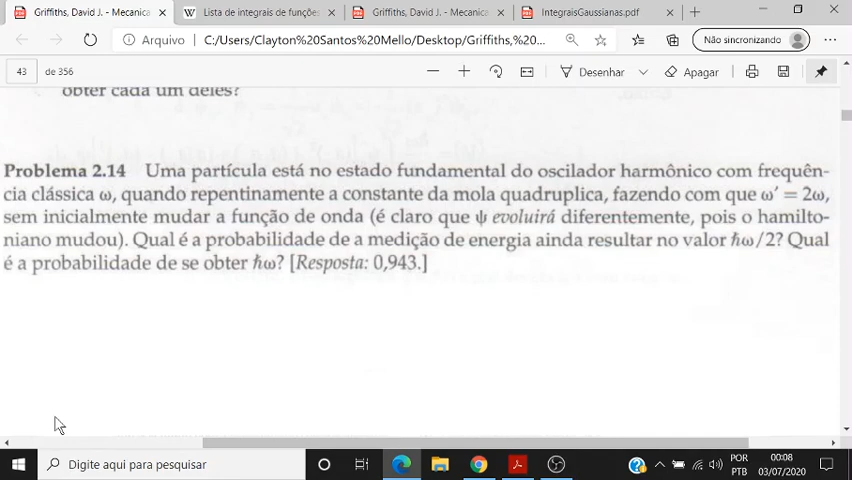 Griffiths, David J. - Mecanica
Lista de integrais de funções
Griffiths, David J. - Mecanica
IntegraisGaussianas.pdf
Arquivo C:/Users/Clayton%20Santos%20Mello/Desktop/Griffiths,%20... Não sincronizando
43 de 356 Desenhar Apagar
obter cada um deles?
Problema 2.14 Uma partícula está no estado fundamental do oscilador harmônico com frequên-
cia clássica ω, quando repentinamente a constante da mola quadruplica, fazendo com que ω' = 2ω,
sem inicialmente mudar a função de onda (é claro que ψ evoluirá diferentemente, pois o hamilto-
niano mudou). Qual é a probabilidade de a medição de energia ainda resultar no valor ħω/2? Qual
é a probabilidade de se obter ħω? [Resposta: 0,943.]
Digite aqui para pesquisar
POR
PTB
00:08
03/07/2020